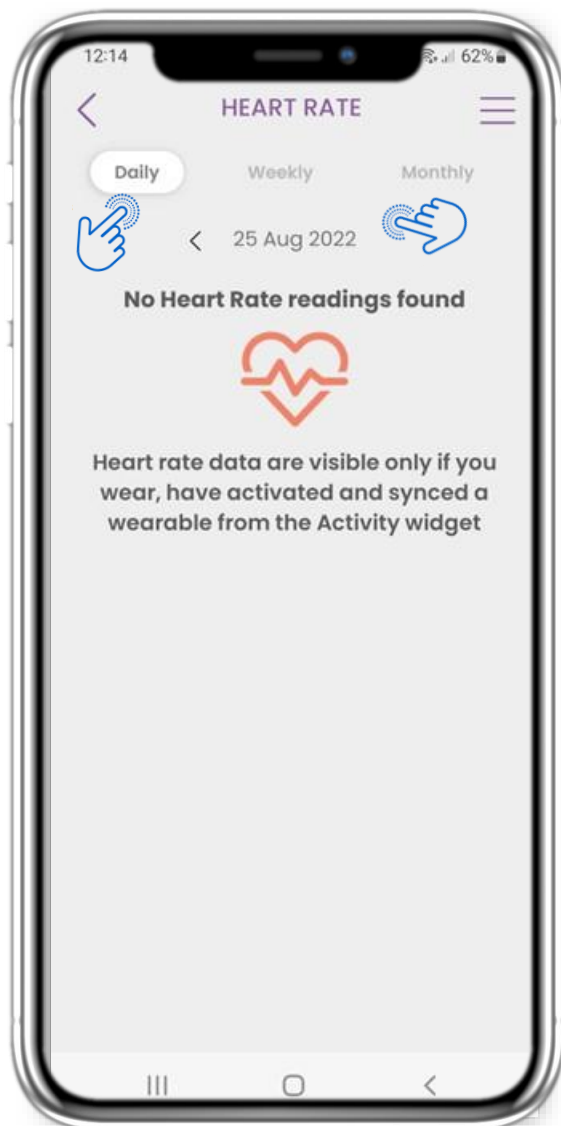 12:14
62%
HEART RATE
Daily Weekly Monthly
25 Aug 2022
No Heart Rate readings found
Heart rate data are visible only if you
wear, have activated and synced a
wearable from the Activity widget